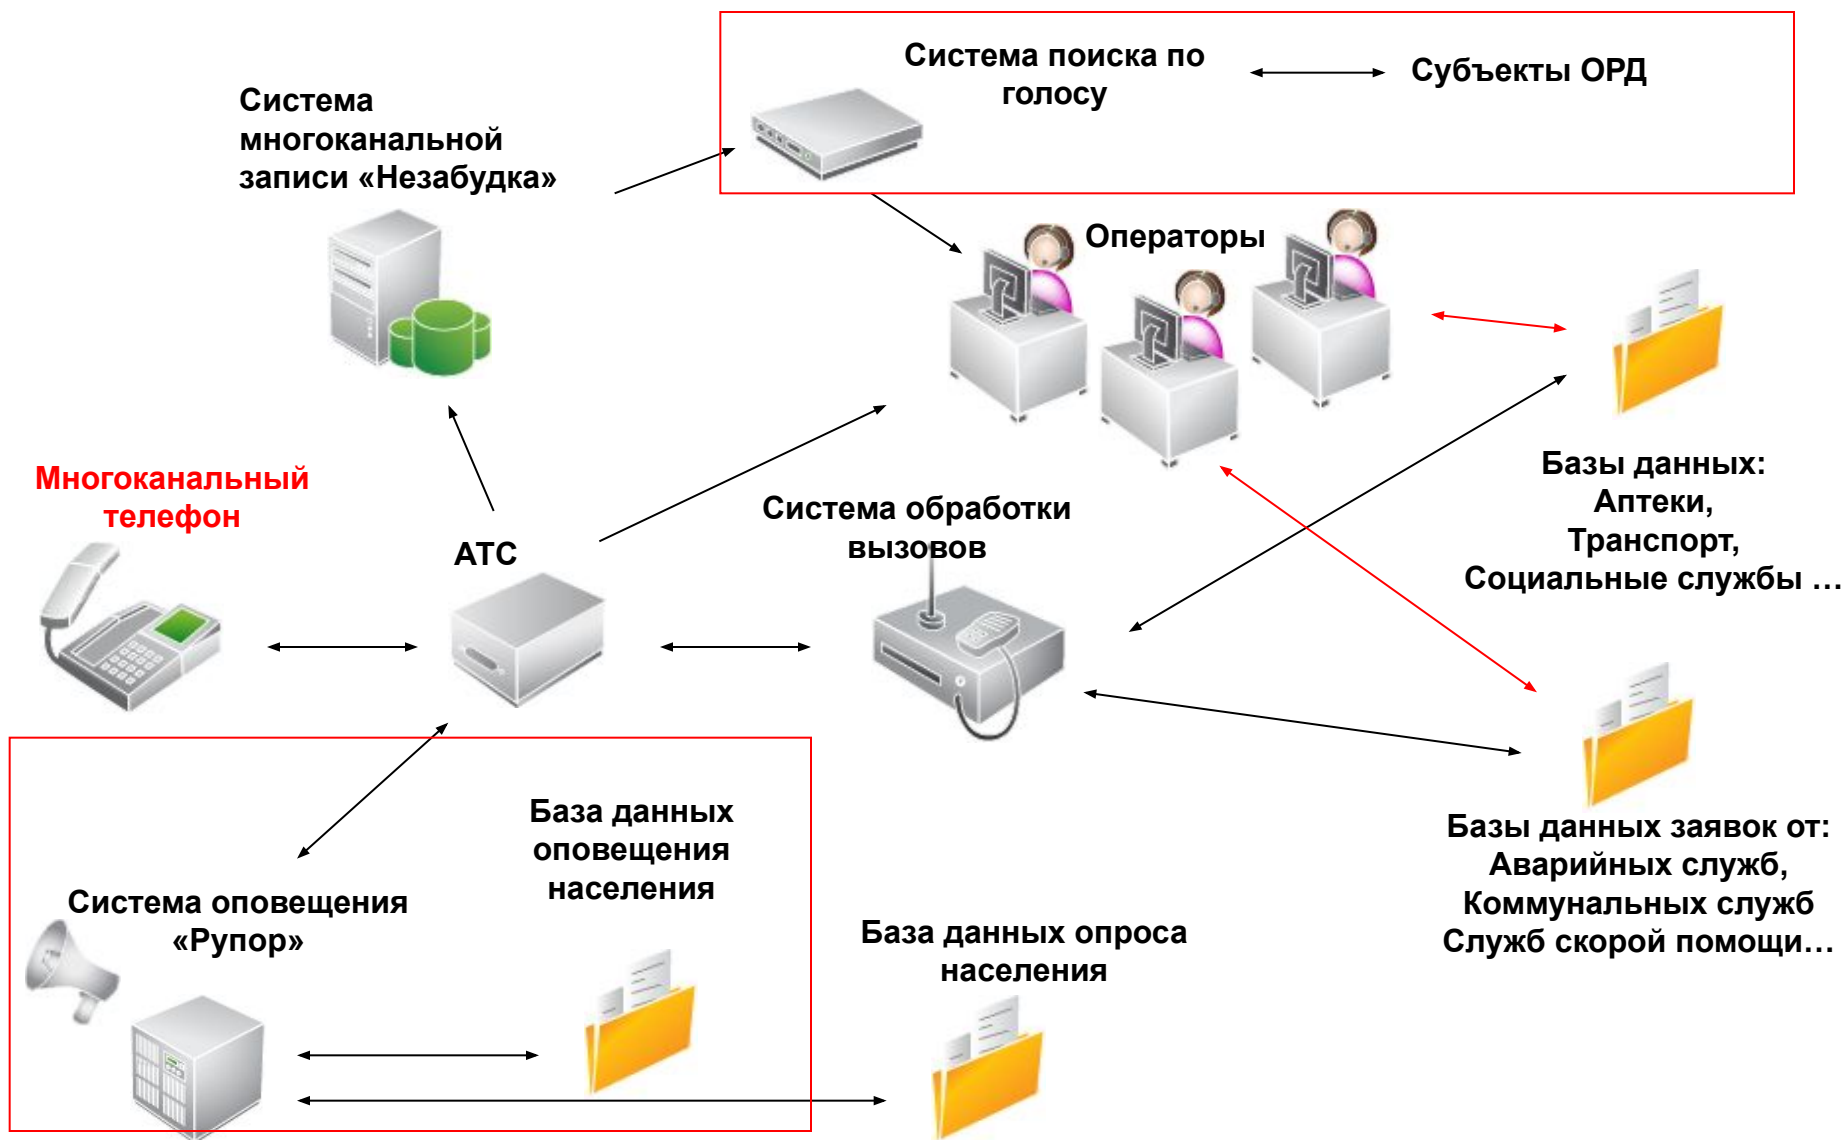 Система поиска по
голосу
Субъекты ОРД
Система
многоканальной
записи «Незабудка»
Операторы
Многоканальный
телефон
АТС
Система обработки
вызовов
Базы данных:
Аптеки,
Транспорт,
Социальные службы …
База данных
оповещения
населения
Система оповещения
«Рупор»
База данных опроса
населения
Базы данных заявок от:
Аварийных служб,
Коммунальных служб
Служб скорой помощи…